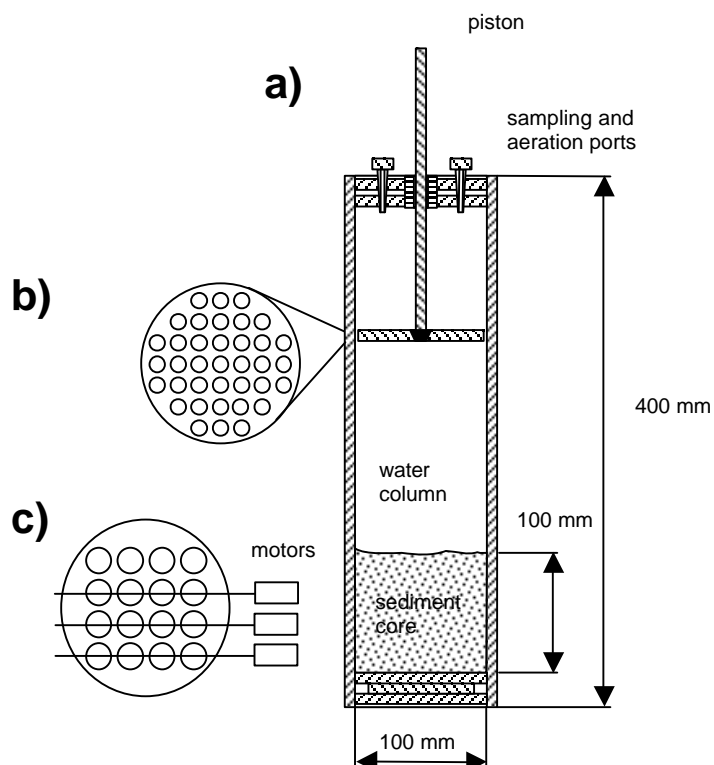 piston
a)
sampling and
aeration ports
b)
400 mm
water
column
c)
100 mm
motors
sediment
core
100 mm